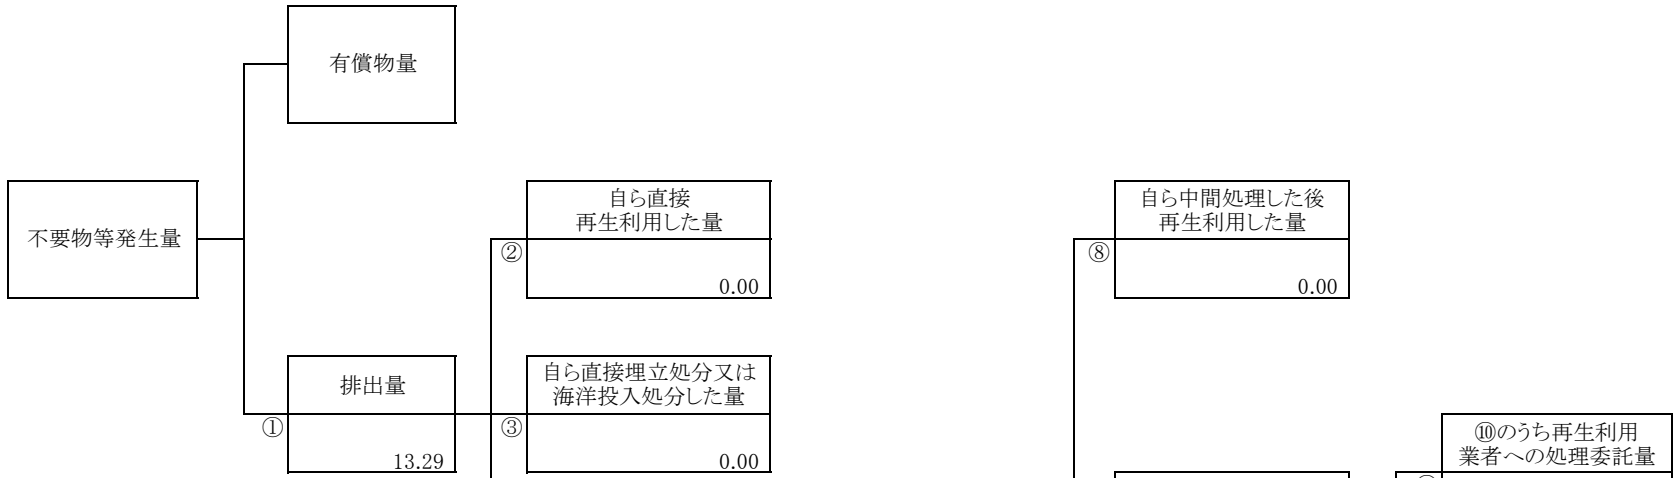 有償物量
不要物等発生量
自ら直接
再生利用した量
②
0.00
自ら中間処理した後
再生利用した量
⑧
0.00
排出量
①
13.29
自ら直接埋立処分又は
海洋投入処分した量
③
0.00
⑩のうち再生利用
業者への処理委託量